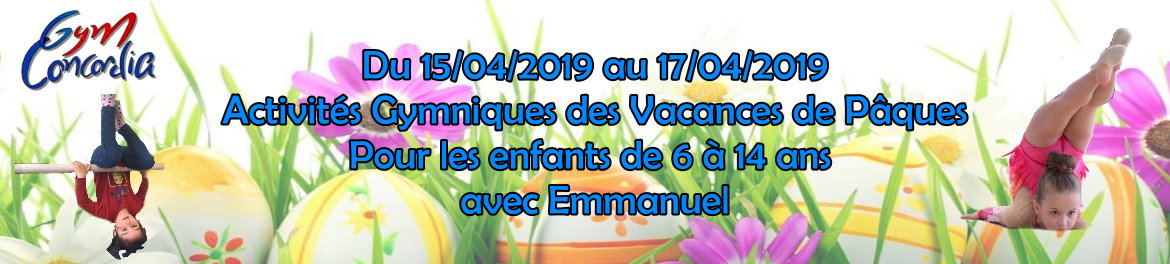 Gym
Concordia
Du 15/04/2019 au 17/04/2019
Activités Gymniques des Vacances de Pâques
Pour les enfants de 6 à 14 ans
avec Emmanuel